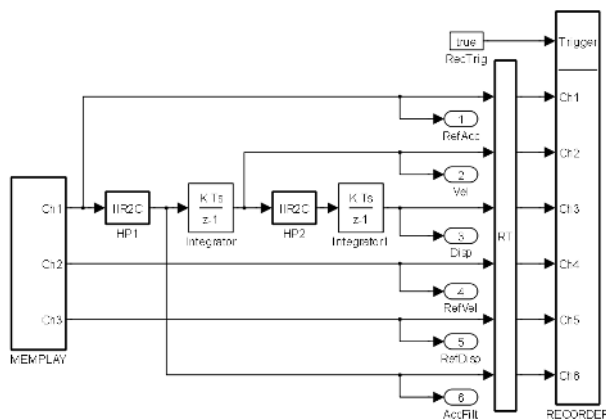 true
RecTrig
Trigger
Ch1
1
RefAcc
Ch2
2
Vel
Ch1
IIR2C
HP1
K Ts
z-1
Integrator
IIR2C
HP2
K Ts
z-1
Integrator1
Ch3
3
Disp
RT
Ch2
Ch4
4
RefVel
Ch3
Ch5
5
RefDisp
MEMPLAY
Ch6
6
AccFilt
RECORDER